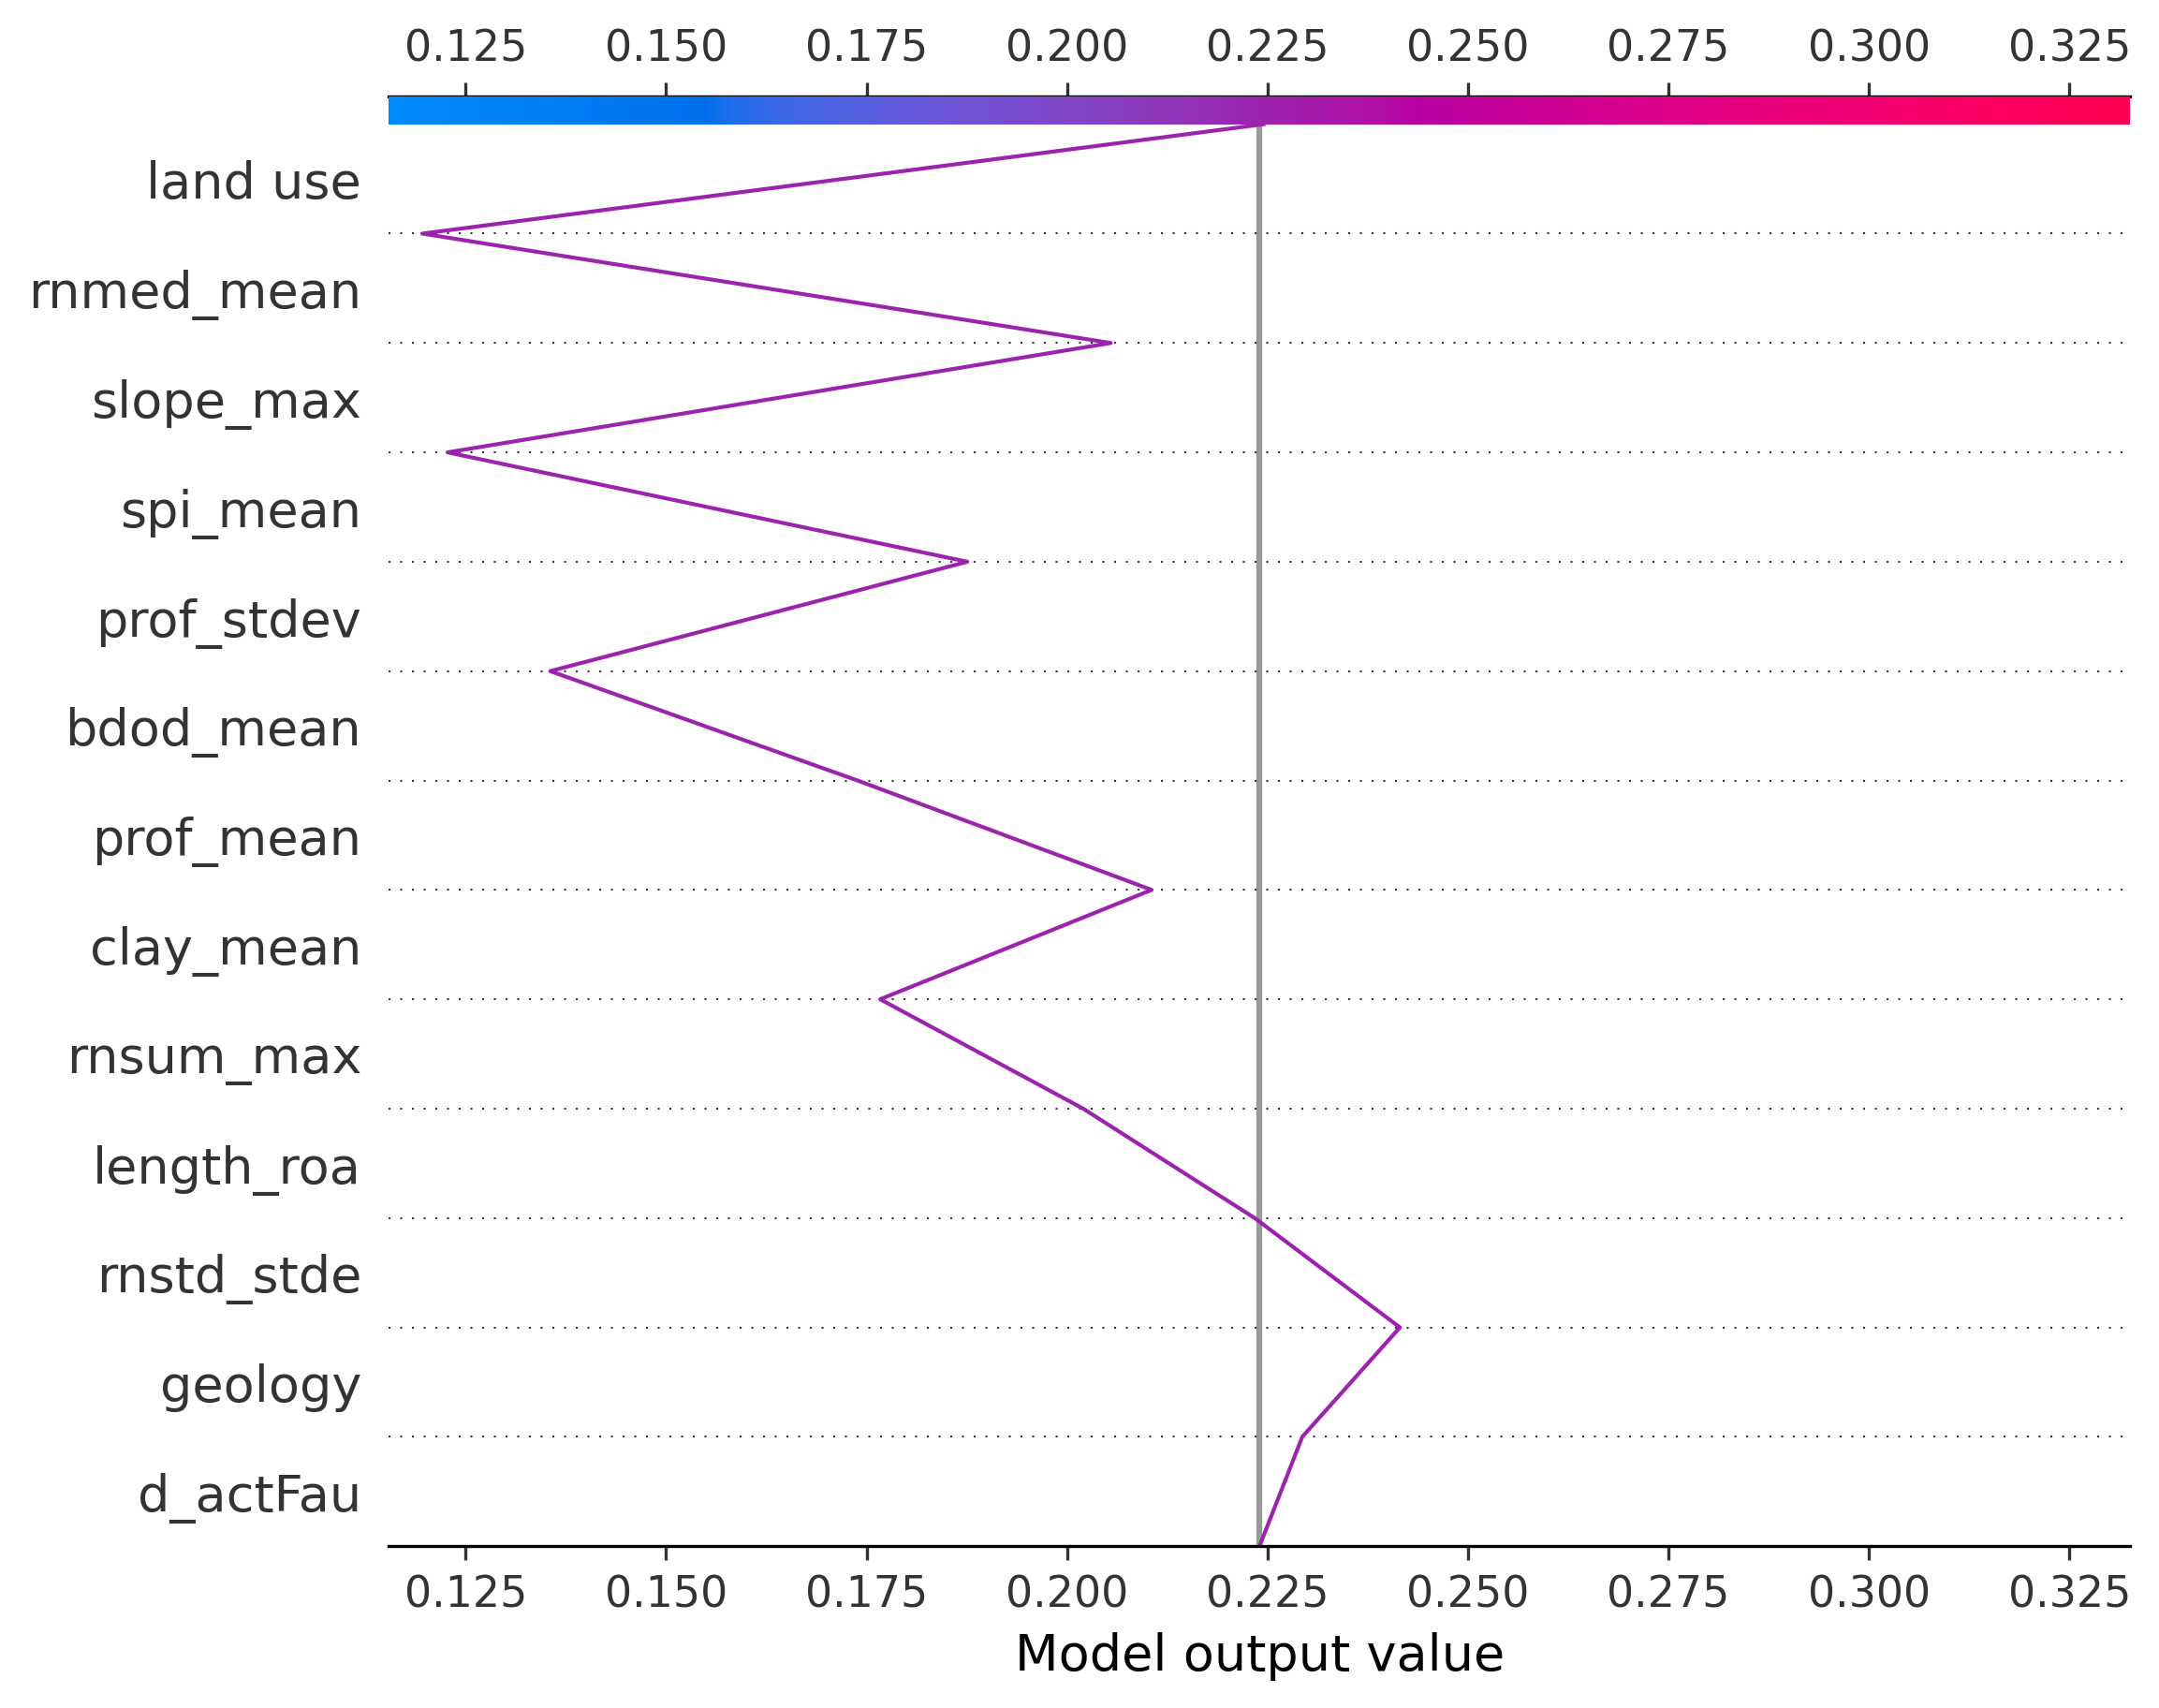 0.125 0.150 0.175 0.200 0.225 0.250 0.275 0.300 0.325
land use
rnmed_mean
slope_max
spi_mean
prof_stdev
bdod_mean
prof_mean
clay_mean
rnsum_max
length_roa
rnstd_stde
geology
d_actFau
0.125 0.150 0.175 0.200 0.225 0.250 0.275 0.300 0.325
Model output value